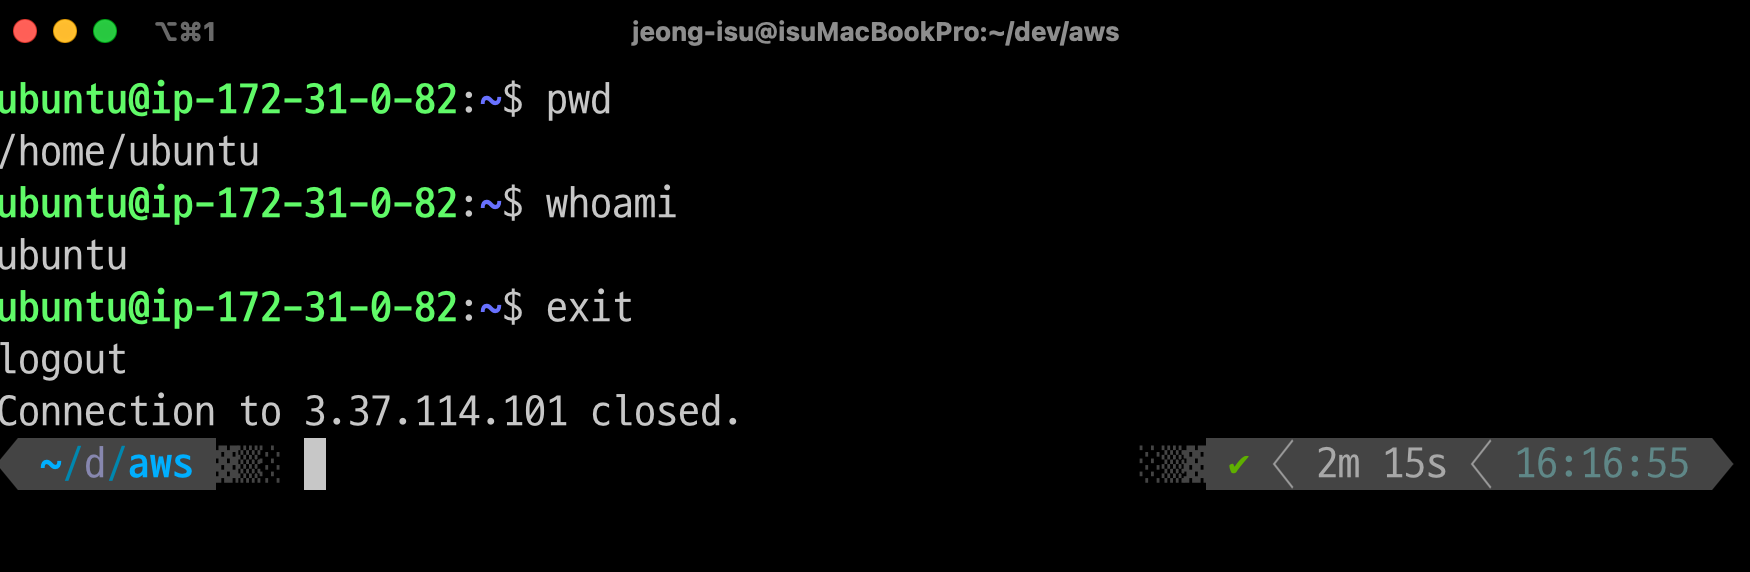 ⌥⌘1 jeong-isu@isuMacBookPro:~/dev/aws
ubuntu@ip-172-31-0-82:~$ pwd
/home/ubuntu
ubuntu@ip-172-31-0-82:~$ whoami
ubuntu
ubuntu@ip-172-31-0-82:~$ exit
logout
Connection to 3.37.114.101 closed.
~/d/aws ✔ 2m 15s 16:16:55